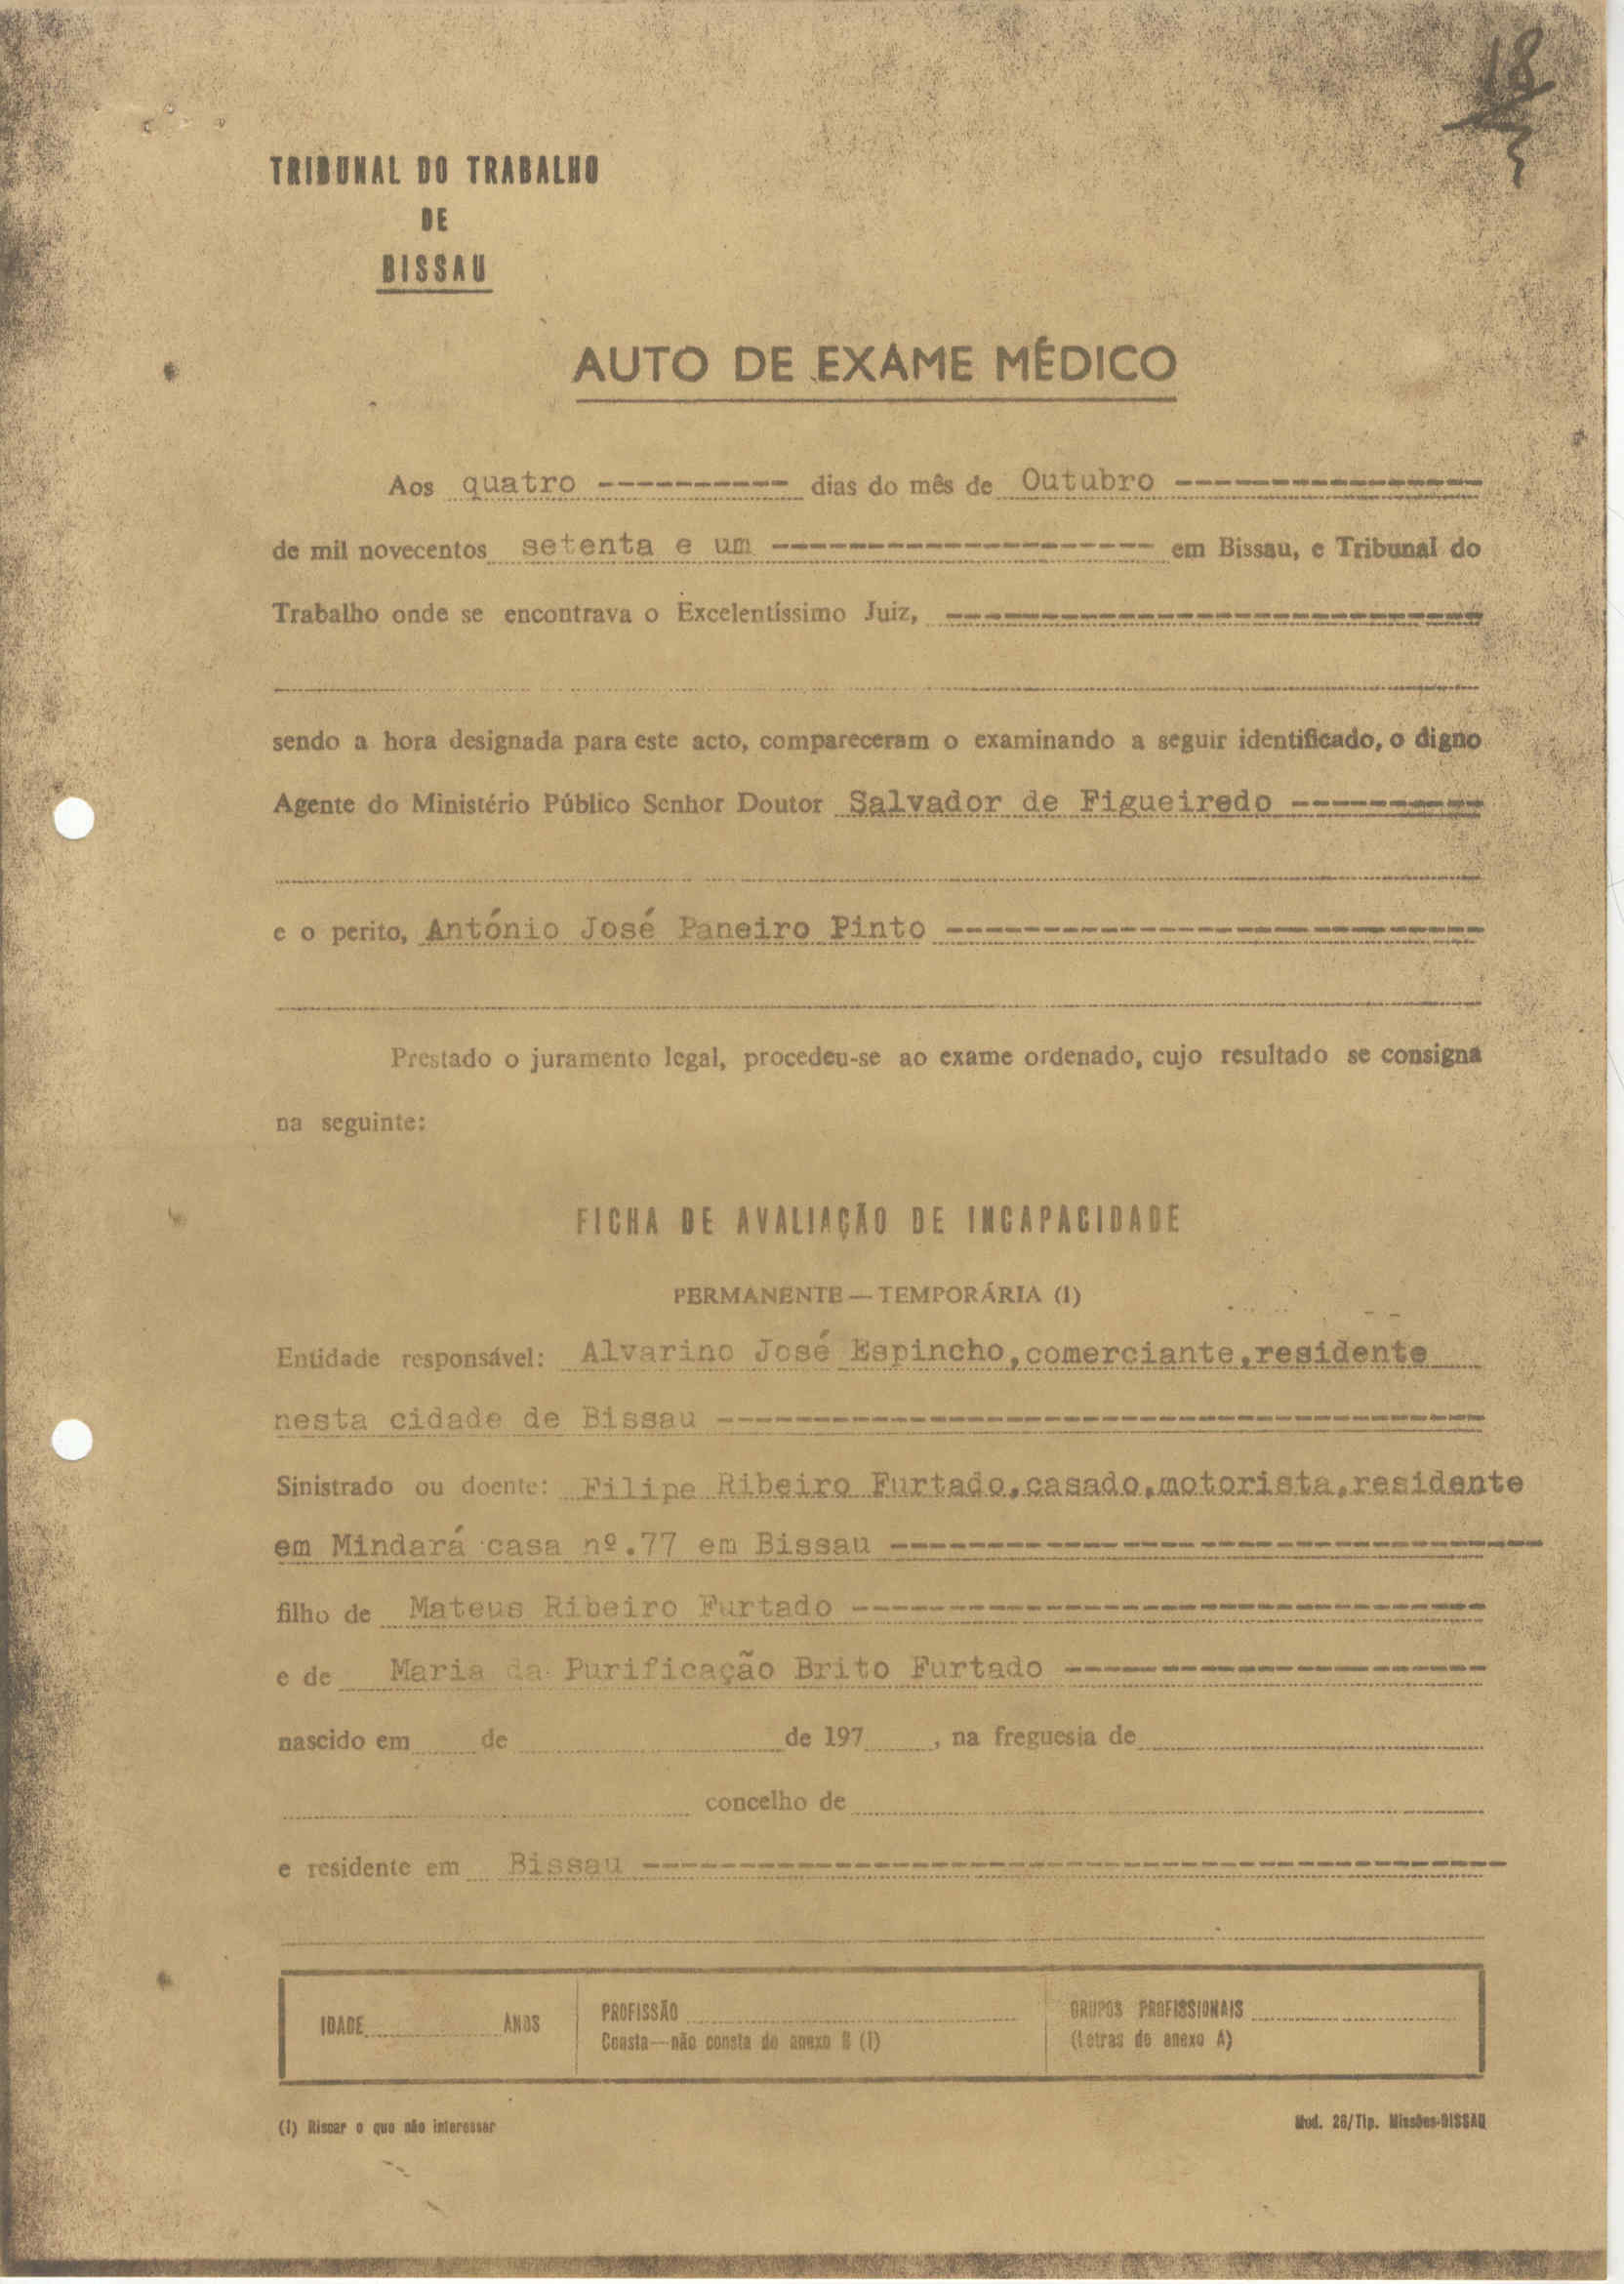 18
TRIBUNAL DO TRABALHO
DE
BISSAU
AUTO DE EXAME MÉDICO
Aos quatro ---------- dias do mês de Outubro ----------------
de mil novecentos setenta e um -------------------- em Bissau, e Tribunal do
Trabalho onde se encontrava o Excelentíssimo Juiz, ----------------------------
sendo a hora designada para este acto, compareceram o examinando a seguir identificado, o digno
Agente do Ministério Público Senhor Doutor Salvador de Figueiredo ----------
e o perito, António José Paneiro Pinto ----------------------------
Prestado o juramento legal, procedeu-se ao exame ordenado, cujo resultado se consigna
na seguinte:
FICHA DE AVALIAÇÃO DE INCAPACIDADE
PERMANENTE — TEMPORÁRIA (1)
Entidade responsável: Alvarino José Espincho,comerciante,residente
nesta cidade de Bissau ----------------------------------------
Sinistrado ou doente: Filipe Ribeiro Furtado,casado,motorista,residente
em Mindará casa nº.77 em Bissau ----------------------------------
filho de Mateus Ribeiro Furtado ---------------------------------
e de Maria da Purificação Brito Furtado ----------------------
nascido em de de 197 , na freguesia de
concelho de
e residente em Bissau ---------------------------------------------
IDADE ANOS
PROFISSÃO
Consta—não consta do anexo B (1)
GRUPOS PROFISSIONAIS
(Letras do anexo A)
(1) Riscar o que não interessar
Mod. 28/Tip. Missões-BISSAU